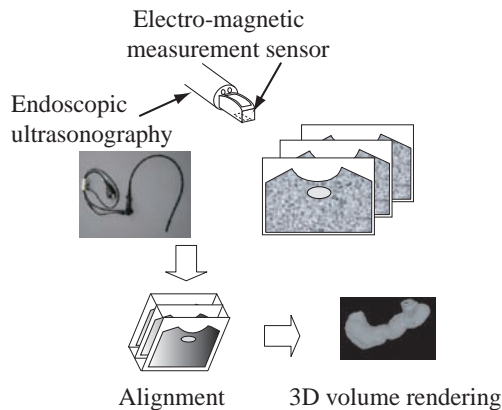 Electro-magnetic
measurement sensor
Endoscopic
ultrasonography
Alignment
3D volume rendering